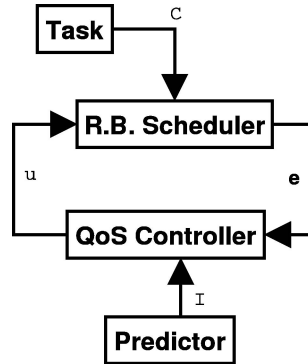 C
Task
R.B. Scheduler
u
e
QoS Controller
I
Predictor